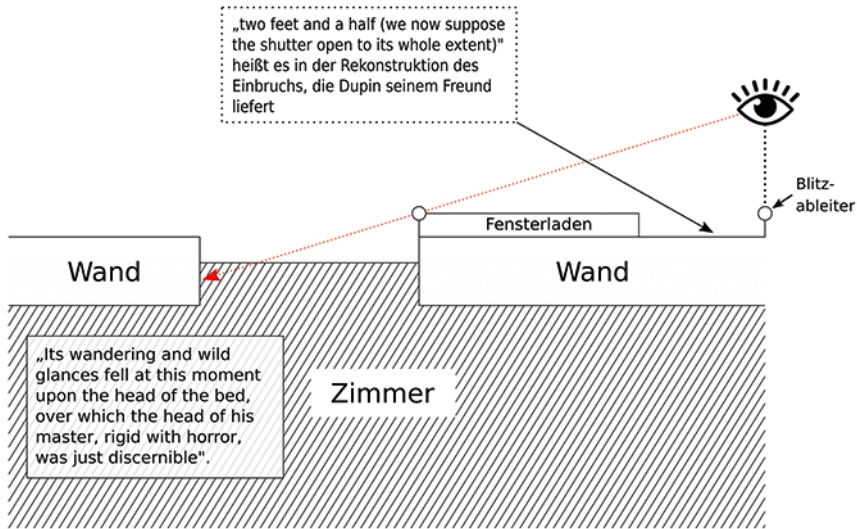 „two feet and a half (we now suppose
the shutter open to its whole extent)"
heißt es in der Rekonstruktion des
Einbruchs, die Dupin seinem Freund
liefert
Blitz-
ableiter
Fensterladen
Wand
Wand
„Its wandering and wild
glances fell at this moment
upon the head of the bed,
over which the head of his
master, rigid with horror,
was just discernible".
Zimmer